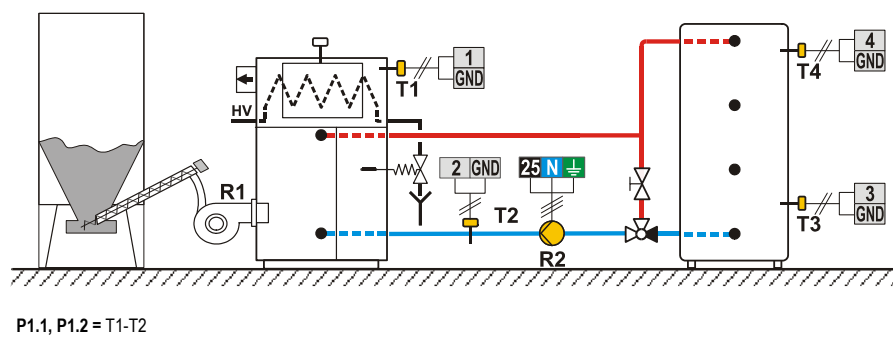 1
GND
T1
4
GND
T4
HV
2 GND
25 N
R1
T2
3
GND
T3
R2
P1.1, P1.2 = T1-T2